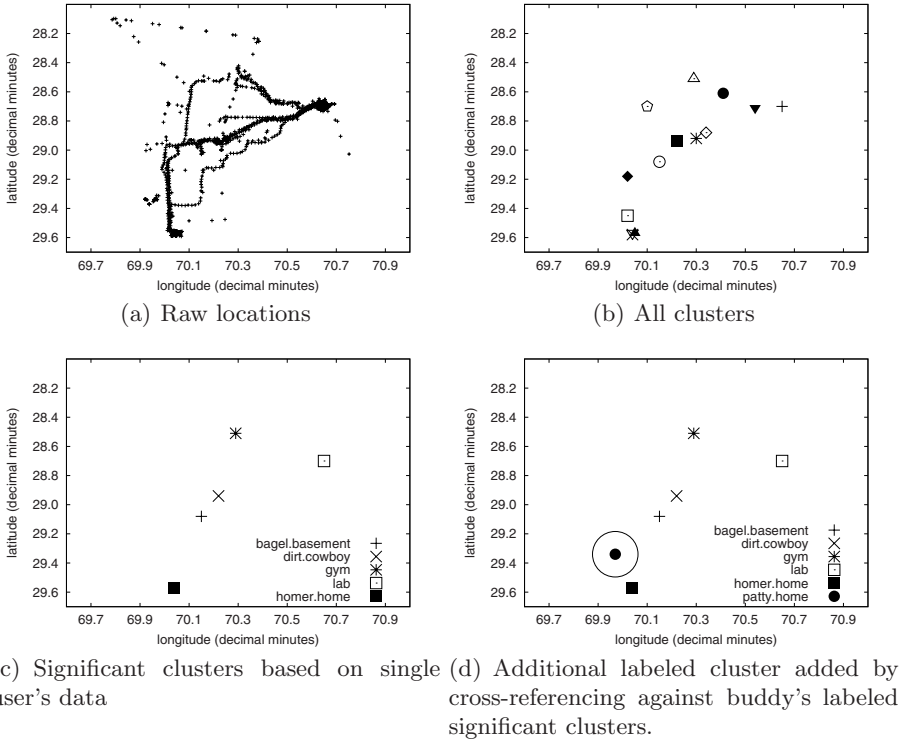 28.2
28.4
28.6
28.8
29.0
29.2
29.4
29.6
69.7 69.9 70.1 70.3 70.5 70.7 70.9
latitude (decimal minutes)
longitude (decimal minutes)
(a) Raw locations
28.2
28.4
28.6
28.8
29.0
29.2
29.4
29.6
69.7 69.9 70.1 70.3 70.5 70.7 70.9
latitude (decimal minutes)
longitude (decimal minutes)
(b) All clusters
28.2
28.4
28.6
28.8
29.0
29.2
29.4
29.6
69.7 69.9 70.1 70.3 70.5 70.7 70.9
latitude (decimal minutes)
longitude (decimal minutes)
bagel.basement
dirt.cowboy
gym
lab
homer.home
c) Significant clusters based on single
user's data
28.2
28.4
28.6
28.8
29.0
29.2
29.4
29.6
69.7 69.9 70.1 70.3 70.5 70.7 70.9
latitude (decimal minutes)
longitude (decimal minutes)
bagel.basement
dirt.cowboy
gym
lab
homer.home
patty.home
(d) Additional labeled cluster added by
cross-referencing against buddy's labeled
significant clusters.